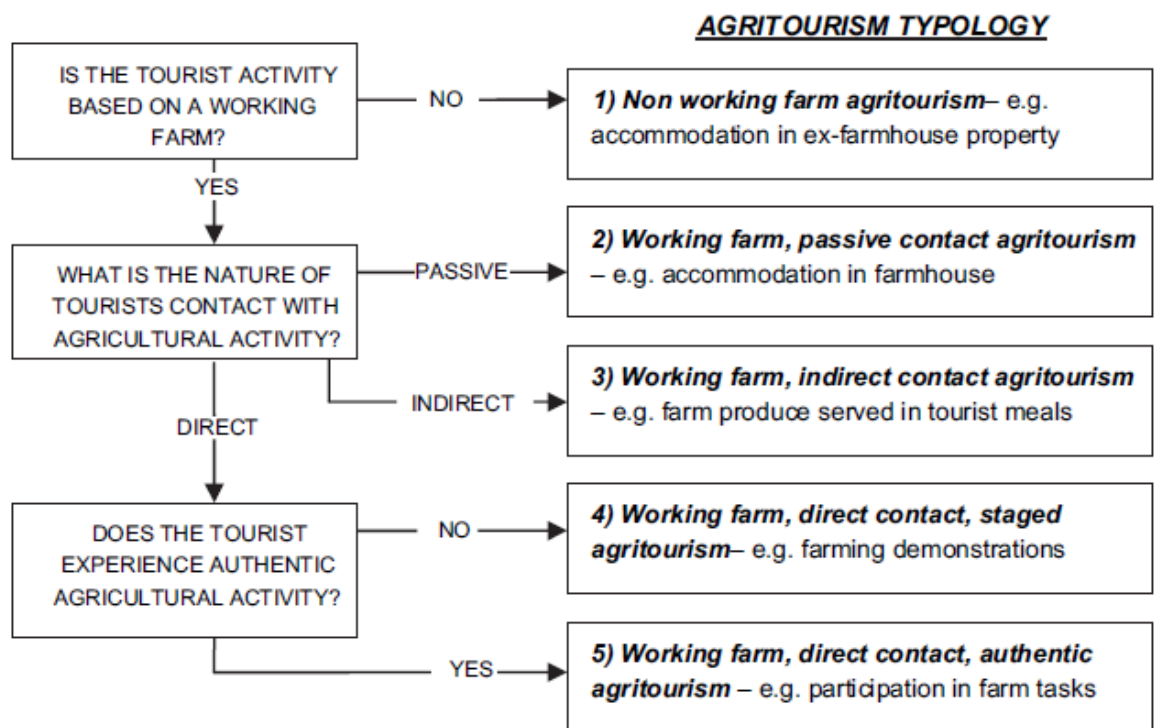 AGRITOURISM TYPOLOGY
IS THE TOURIST ACTIVITY
BASED ON A WORKING
FARM?
NO
1) Non working farm agritourism– e.g.
accommodation in ex-farmhouse property
YES
WHAT IS THE NATURE OF
TOURISTS CONTACT WITH
AGRICULTURAL ACTIVITY?
PASSIVE
2) Working farm, passive contact agritourism
– e.g. accommodation in farmhouse
INDIRECT
3) Working farm, indirect contact agritourism
– e.g. farm produce served in tourist meals
DIRECT
DOES THE TOURIST
EXPERIENCE AUTHENTIC
AGRICULTURAL ACTIVITY?
NO
4) Working farm, direct contact, staged
agritourism– e.g. farming demonstrations
YES
5) Working farm, direct contact, authentic
agritourism – e.g. participation in farm tasks